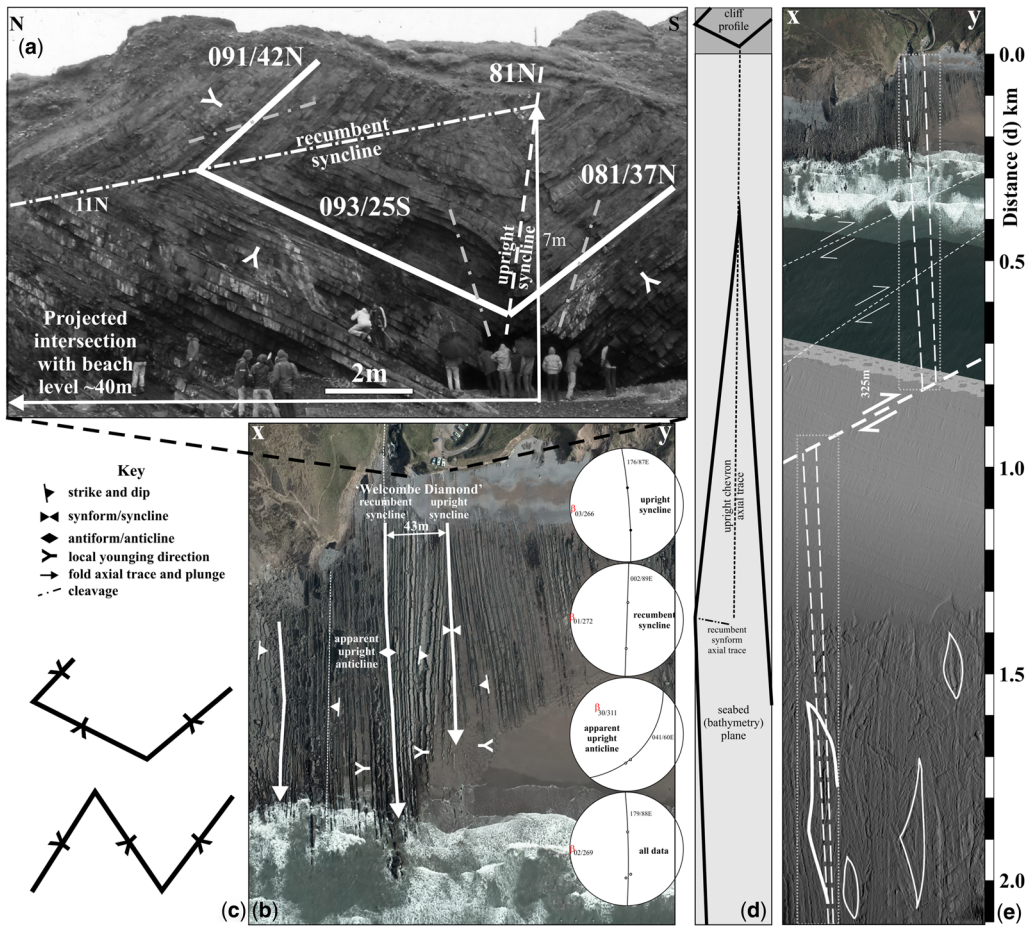 N
S
(a)
091/42N
81N
recumbent
syncline
081/37N
11N
093/25S
upright
syncline
7m
Projected
intersection
with beach
level ~40m
2m
Key
strike and dip
synform/syncline
antiform/anticline
local younging direction
fold axial trace and plunge
cleavage
(c)
x
y
'Welcombe Diamond'
recumbent
syncline
upright
syncline
43m
apparent
upright
anticline
176/87E
upright
syncline
β03/266
002/89E
recumbent
syncline
β01/272
β30/311
apparent
upright
anticline
041/60E
179/88E
all data
β02/269
(b)
cliff
profile
upright chevron
axial trace
recumbent
synform
axial trace
seabed
(bathymetry)
plane
(d)
x
y
325m
0.0
Distance (d) km
0.5
1.0
1.5
2.0
(e)